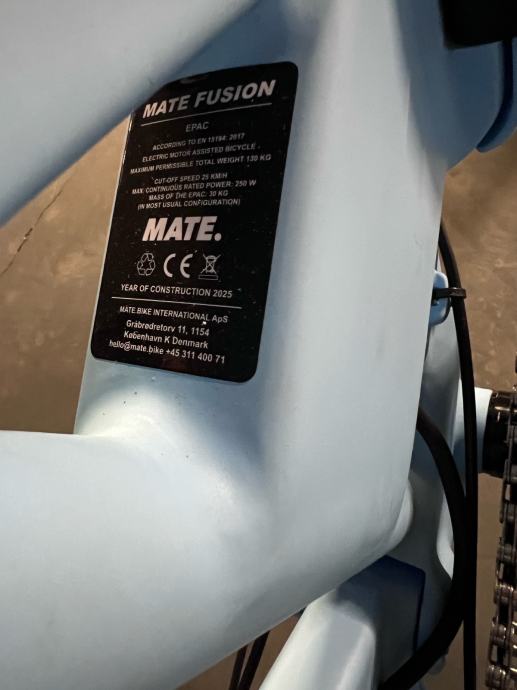 MATE FUSION
EPAC
ACCORDING TO EN 15194: 2017
ELECTRIC MOTOR ASSISTED BICYCLE
MAXIMUM PERMISSIBLE TOTAL WEIGHT 130 KG
CUT-OFF SPEED 25 KM/H
MAX. CONTINUOUS RATED POWER: 250 W
MASS OF THE EPAC: 30 KG
(IN MOST USUAL CONFIGURATION)
MATE.
CE
YEAR OF CONSTRUCTION 2025
MATE.BIKE INTERNATIONAL ApS
Gråbrødretorv 11, 1154
København K Denmark
hello@mate.bike +45 311 400 71